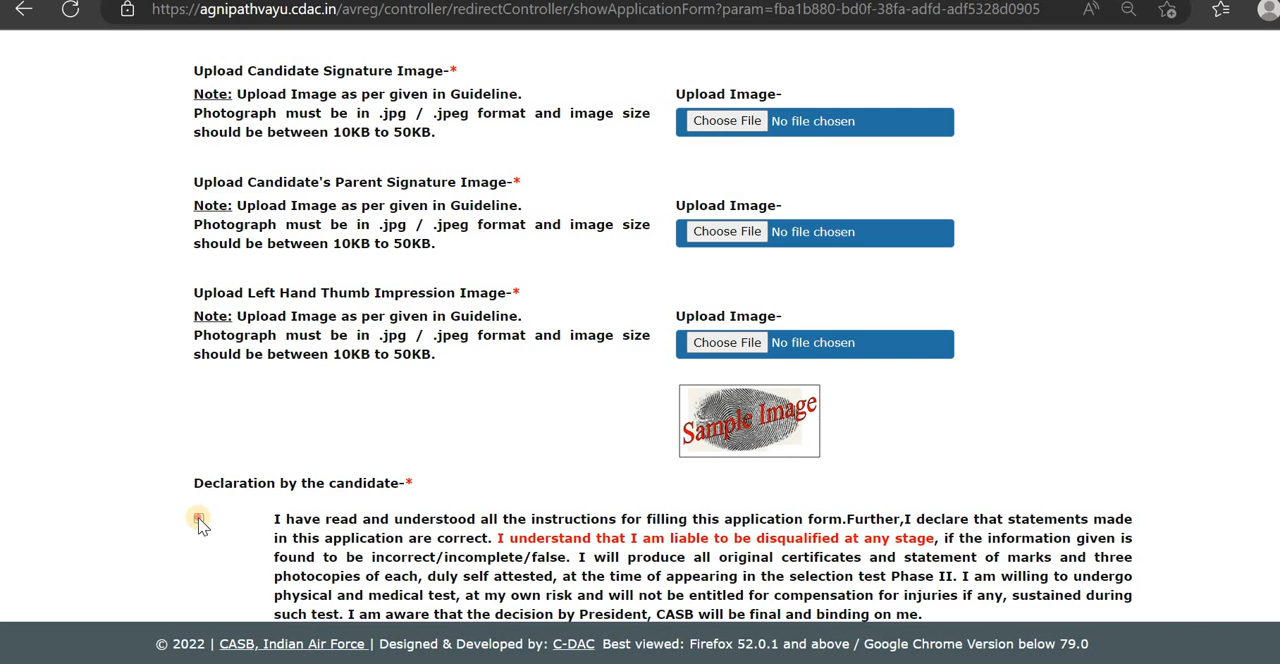 https://agnipathvayu.cdac.in/avreg/controller/redirectController/showApplicationForm?param=fba1b880-bd0f-38fa-adfd-adf5328d0905
Upload Candidate Signature Image-*
Note: Upload Image as per given in Guideline.
Photograph must be in .jpg / .jpeg format and image size
should be between 10KB to 50KB.
Upload Image-
Choose File No file chosen
Upload Candidate's Parent Signature Image-*
Note: Upload Image as per given in Guideline.
Photograph must be in .jpg / .jpeg format and image size
should be between 10KB to 50KB.
Upload Image-
Choose File No file chosen
Upload Left Hand Thumb Impression Image-*
Note: Upload Image as per given in Guideline.
Photograph must be in .jpg / .jpeg format and image size
should be between 10KB to 50KB.
Upload Image-
Choose File No file chosen
Sample Image
Declaration by the candidate-*
I have read and understood all the instructions for filling this application form.Further,I declare that statements made
in this application are correct. I understand that I am liable to be disqualified at any stage, if the information given is
found to be incorrect/incomplete/false. I will produce all original certificates and statement of marks and three
photocopies of each, duly self attested, at the time of appearing in the selection test Phase II. I am willing to undergo
physical and medical test, at my own risk and will not be entitled for compensation for injuries if any, sustained during
such test. I am aware that the decision by President, CASB will be final and binding on me.
© 2022 | CASB, Indian Air Force | Designed & Developed by: C-DAC Best viewed: Firefox 52.0.1 and above / Google Chrome Version below 79.0